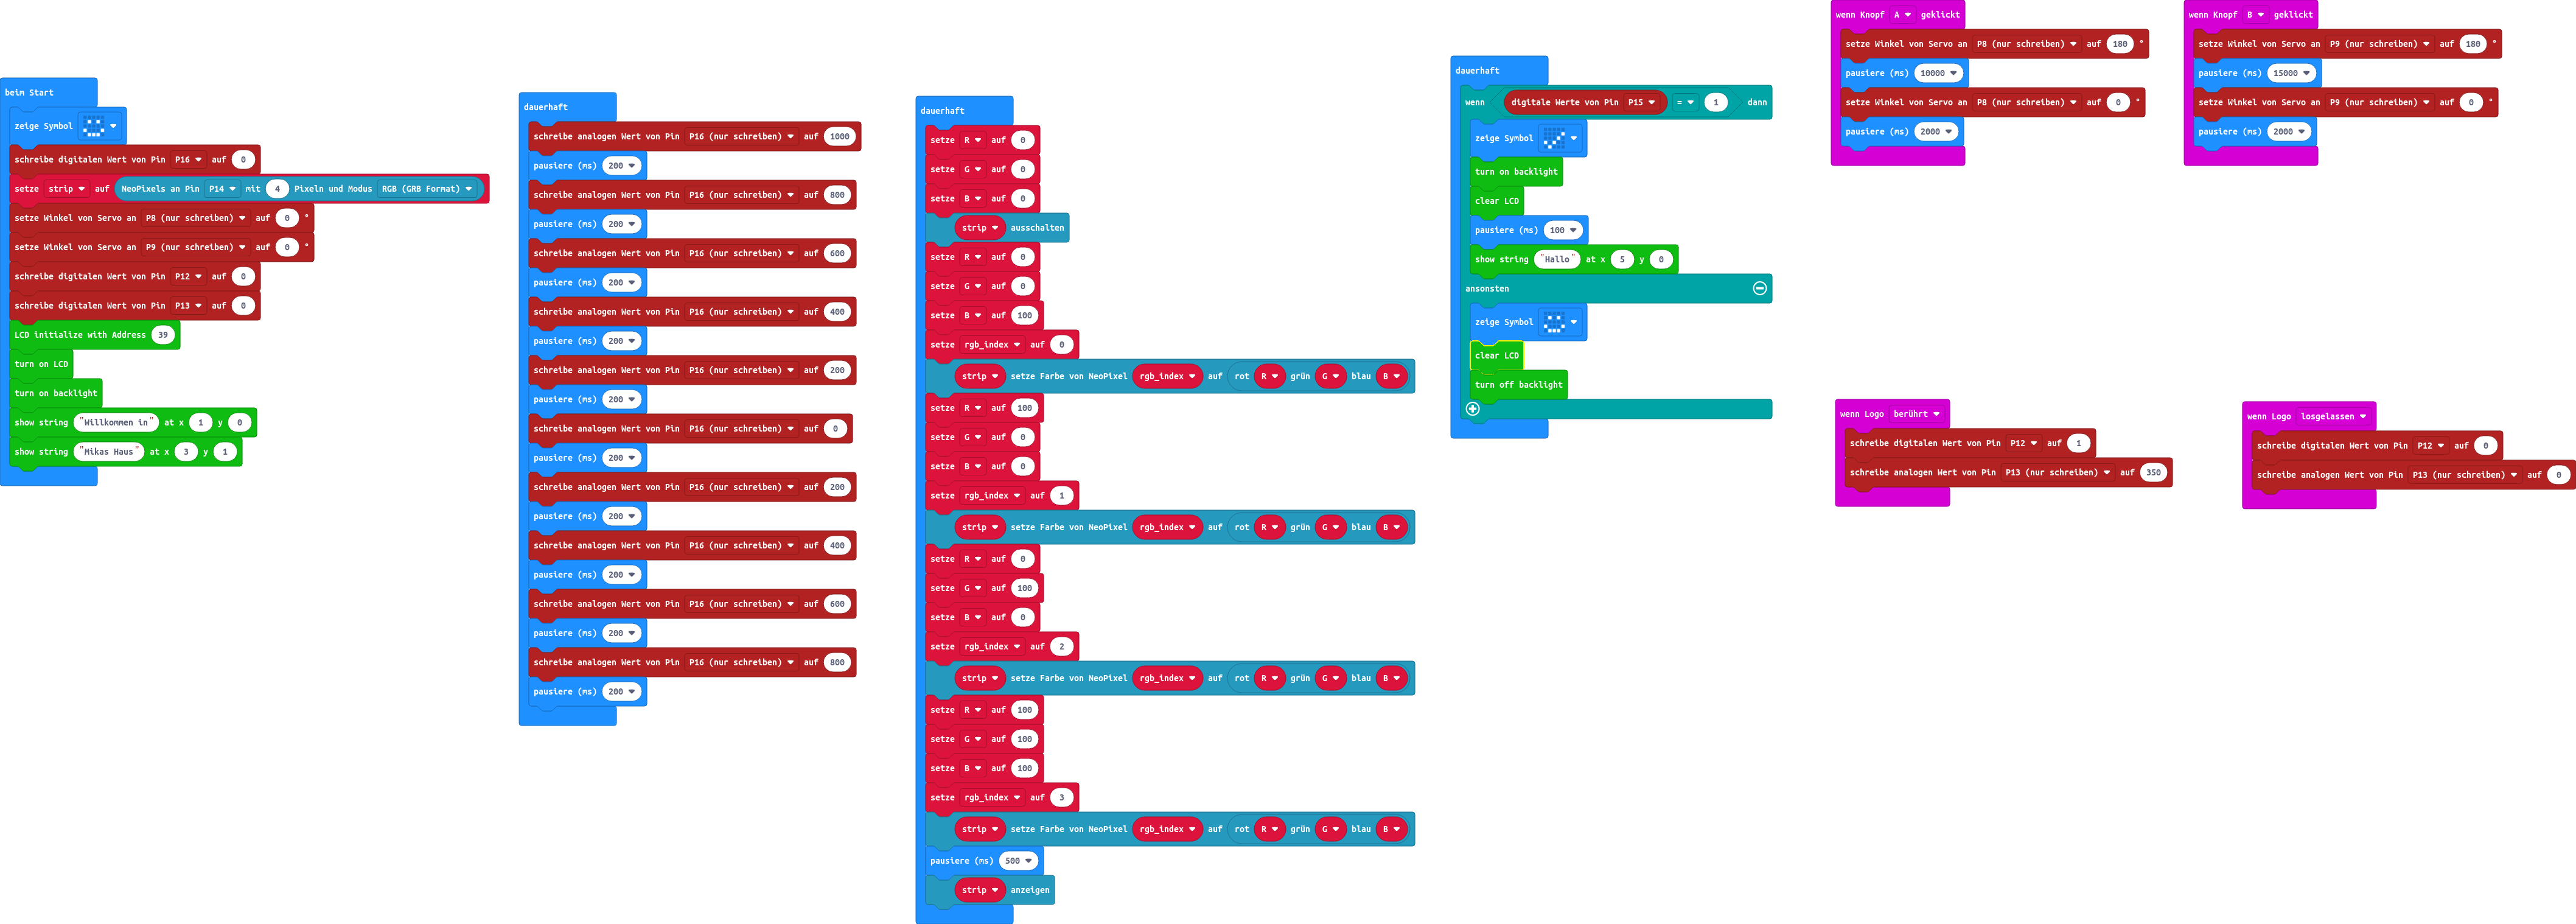 beim Start
zeige Symbol
schreibe digitalen Wert von Pin P16 auf 0
setze strip auf NeoPixels an Pin P14 mit 4 Pixeln und Modus RGB (GRB Format)
setze Winkel von Servo an P8 (nur schreiben) auf 0 °
setze Winkel von Servo an P9 (nur schreiben) auf 0 °
schreibe digitalen Wert von Pin P12 auf 0
schreibe digitalen Wert von Pin P13 auf 0
LCD initialize with Address 39
turn on LCD
turn on backlight
show string "Willkommen in" at x 1 y 0
show string "Mikas Haus" at x 3 y 1
dauerhaft
schreibe analogen Wert von Pin P16 (nur schreiben) auf 1000
pausiere (ms) 200
schreibe analogen Wert von Pin P16 (nur schreiben) auf 800
pausiere (ms) 200
schreibe analogen Wert von Pin P16 (nur schreiben) auf 600
pausiere (ms) 200
schreibe analogen Wert von Pin P16 (nur schreiben) auf 400
pausiere (ms) 200
schreibe analogen Wert von Pin P16 (nur schreiben) auf 200
pausiere (ms) 200
schreibe analogen Wert von Pin P16 (nur schreiben) auf 0
pausiere (ms) 200
schreibe analogen Wert von Pin P16 (nur schreiben) auf 200
pausiere (ms) 200
schreibe analogen Wert von Pin P16 (nur schreiben) auf 400
pausiere (ms) 200
schreibe analogen Wert von Pin P16 (nur schreiben) auf 600
pausiere (ms) 200
schreibe analogen Wert von Pin P16 (nur schreiben) auf 800
pausiere (ms) 200
dauerhaft
setze R auf 0
setze G auf 0
setze B auf 0
strip ausschalten
setze R auf 0
setze G auf 0
setze B auf 100
setze rgb_index auf 0
strip setze Farbe von NeoPixel rgb_index auf rot R grün G blau B
setze R auf 100
setze G auf 0
setze B auf 0
setze rgb_index auf 1
strip setze Farbe von NeoPixel rgb_index auf rot R grün G blau B
setze R auf 0
setze G auf 100
setze B auf 0
setze rgb_index auf 2
strip setze Farbe von NeoPixel rgb_index auf rot R grün G blau B
setze R auf 100
setze G auf 100
setze B auf 100
setze rgb_index auf 3
strip setze Farbe von NeoPixel rgb_index auf rot R grün G blau B
pausiere (ms) 500
strip anzeigen
dauerhaft
wenn digitale Werte von Pin P15 = 1 dann
zeige Symbol
turn on backlight
clear LCD
pausiere (ms) 100
show string "Hallo" at x 5 y 0
ansonsten
zeige Symbol
clear LCD
turn off backlight
wenn Knopf A geklickt
setze Winkel von Servo an P8 (nur schreiben) auf 180 °
pausiere (ms) 10000
setze Winkel von Servo an P8 (nur schreiben) auf 0 °
pausiere (ms) 2000
wenn Knopf B geklickt
setze Winkel von Servo an P9 (nur schreiben) auf 180 °
pausiere (ms) 15000
setze Winkel von Servo an P9 (nur schreiben) auf 0 °
pausiere (ms) 2000
wenn Logo berührt
schreibe digitalen Wert von Pin P12 auf 1
schreibe analogen Wert von Pin P13 (nur schreiben) auf 350
wenn Logo losgelassen
schreibe digitalen Wert von Pin P12 auf 0
schreibe analogen Wert von Pin P13 (nur schreiben) auf 0